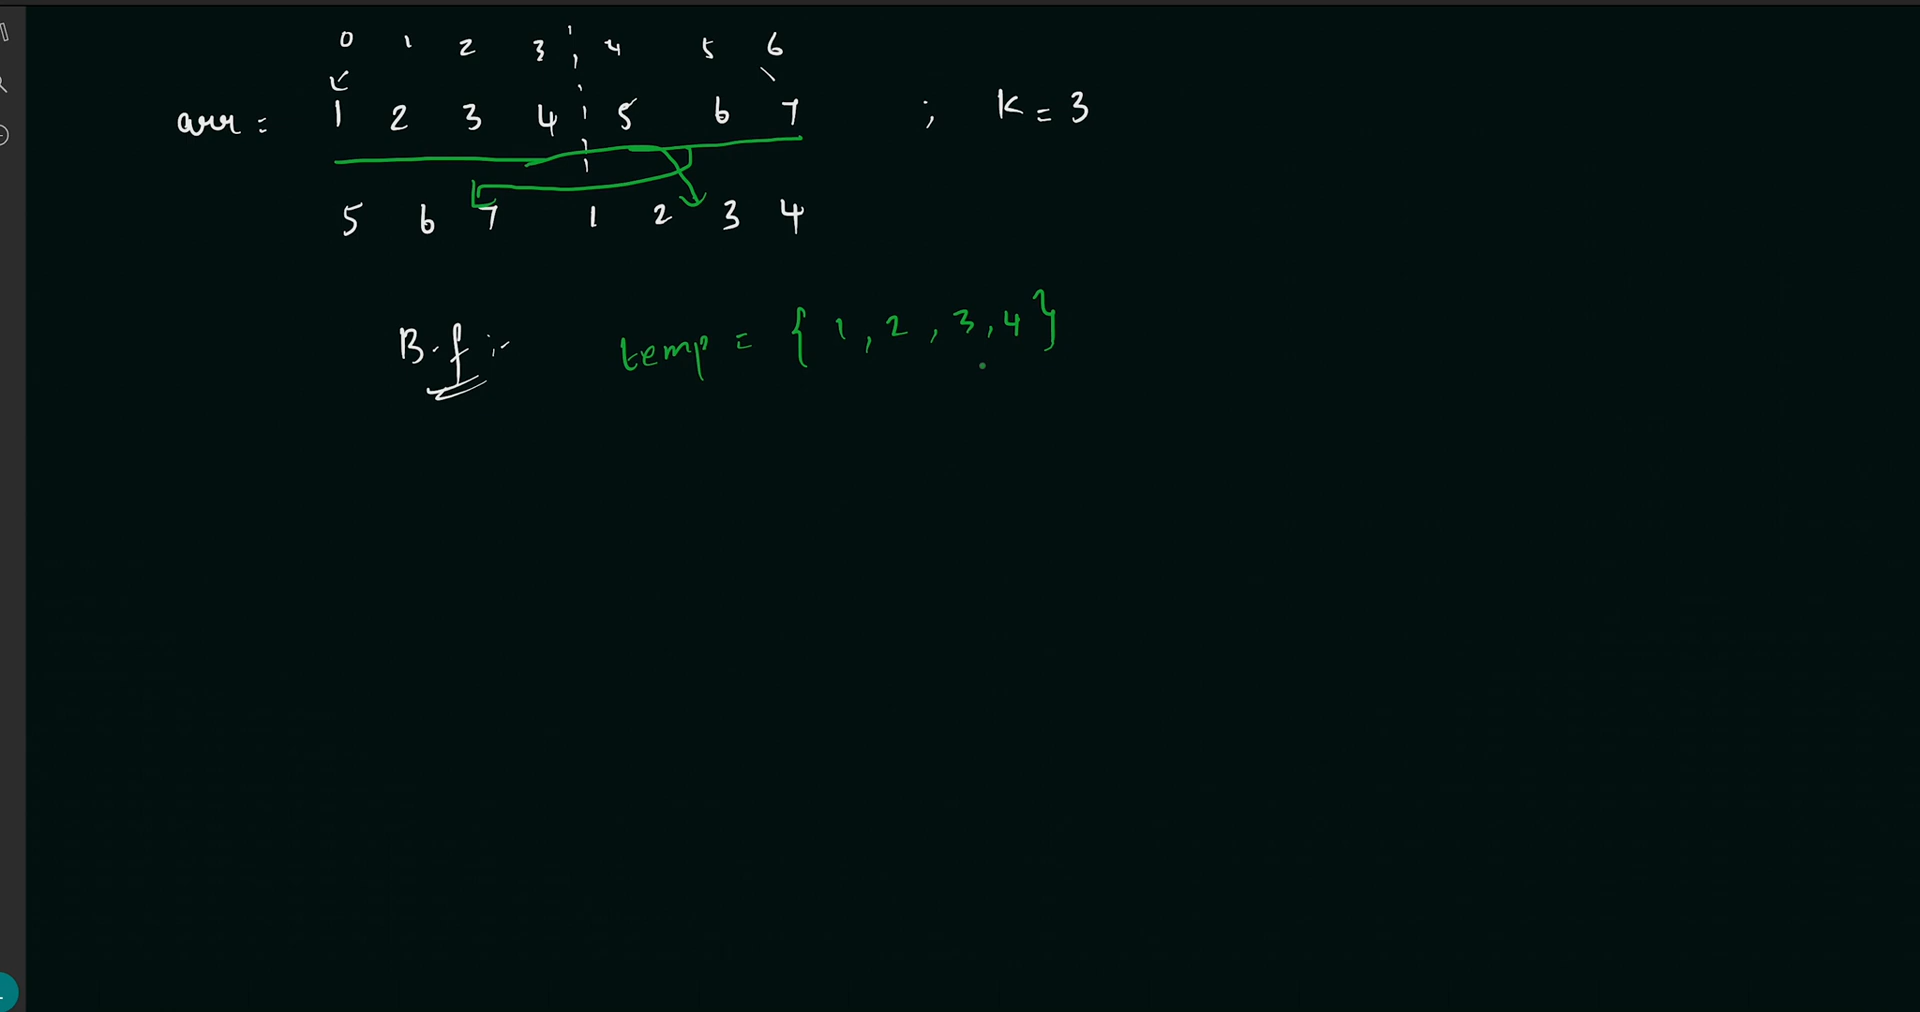 0 1 2 3 4 5 6
arr = 1 2 3 4 5 6 7 ; K = 3
5 6 7 1 2 3 4
B.f :- temp = { 1, 2, 3, 4 }